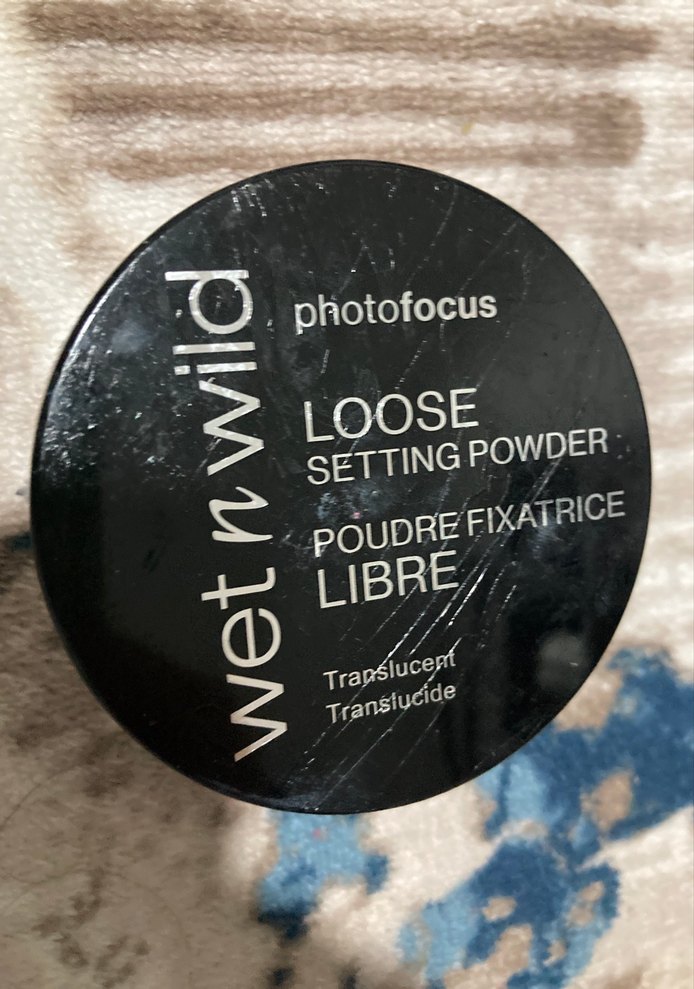 wet n wild
photofocus
LOOSE
SETTING POWDER
POUDRE FIXATRICE
LIBRE
Translucent
Translucide